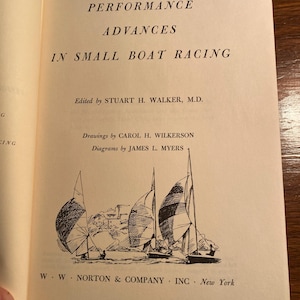 PERFORMANCE
ADVANCES
IN SMALL BOAT RACING
Edited by STUART H. WALKER, M.D.
Drawings by CAROL H. WILKERSON
Diagrams by JAMES L. MYERS
W · W · NORTON & COMPANY · INC · New York